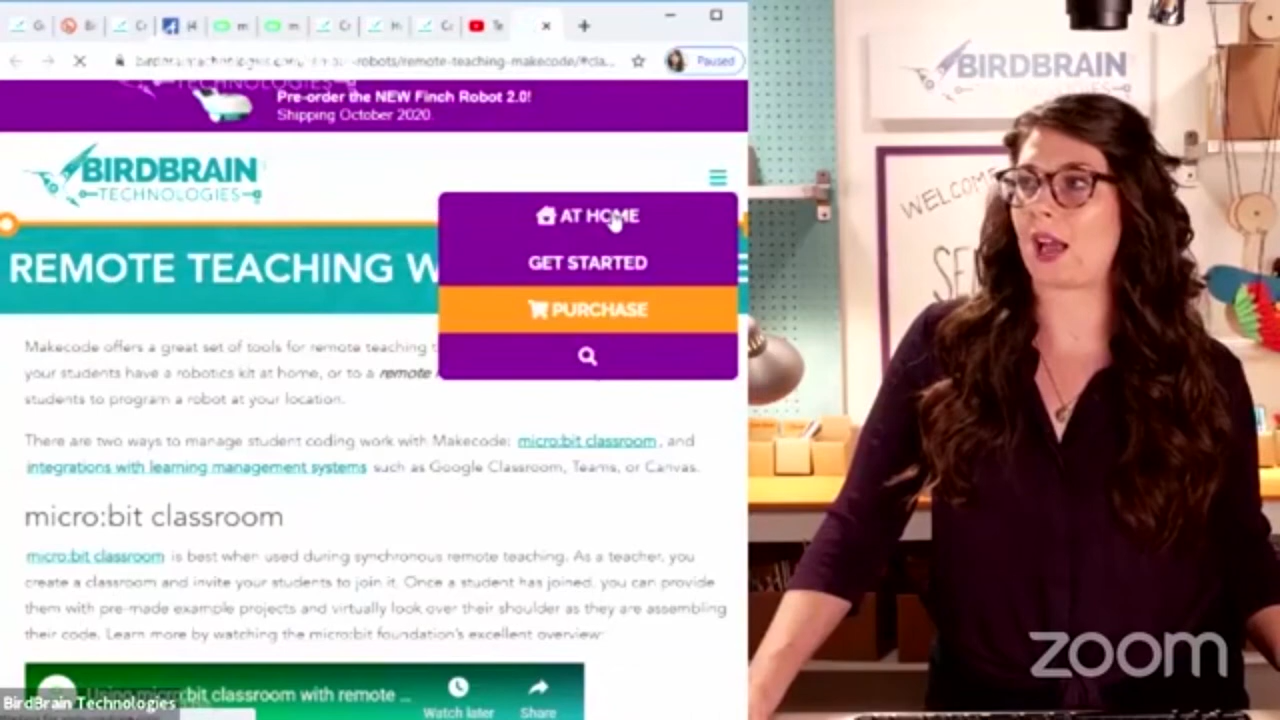 Paused
Pre-order the NEW Finch Robot 2.0!
Shipping October 2020
BIRDBRAIN
TECHNOLOGIES
AT HOME
GET STARTED
PURCHASE
REMOTE TEACHING W
Makecode offers a great set of tools for remote teaching
your students have a robotics kit at home, or to a remote
students to program a robot at your location.
There are two ways to manage student coding work with Makecode: micro:bit classroom, and
integrations with learning management systems such as Google Classroom, Teams, or Canvas.
micro:bit classroom
micro:bit classroom is best when used during synchronous remote teaching. As a teacher, you
create a classroom and invite your students to join it. Once a student has joined, you can provide
them with pre-made example projects and virtually look over their shoulder as they are assembling
their code. Learn more by watching the micro:bit foundation's excellent overview:
Using micro:bit classroom with remote ...
Watch later
Share
BirdBrain Technologies
BIRDBRAIN
WELCOME
zoom